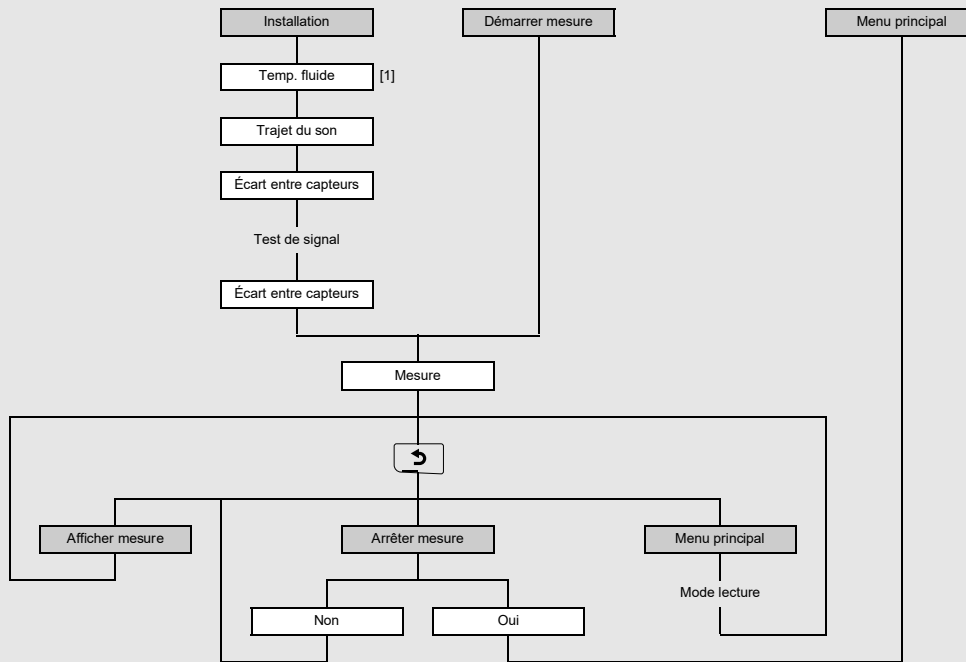 Installation
Démarrer mesure
Menu principal
Temp. fluide
[1]
Trajet du son
Écart entre capteurs
Test de signal
Écart entre capteurs
Mesure
Afficher mesure
Arrêter mesure
Menu principal
Mode lecture
Non
Oui